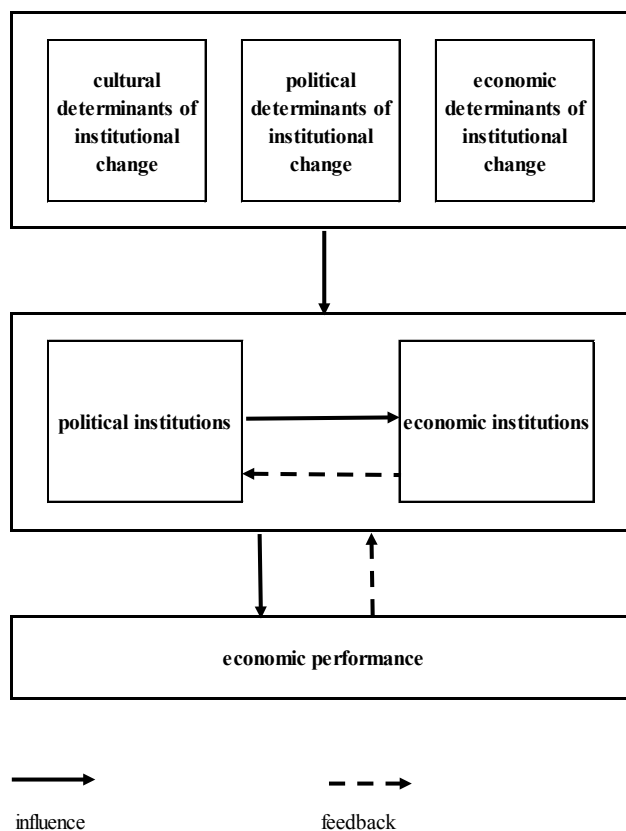 cultural
determinants of
institutional
change
political
determinants of
institutional
change
economic
determinants of
institutional
change
political institutions
economic institutions
economic performance
influence
feedback